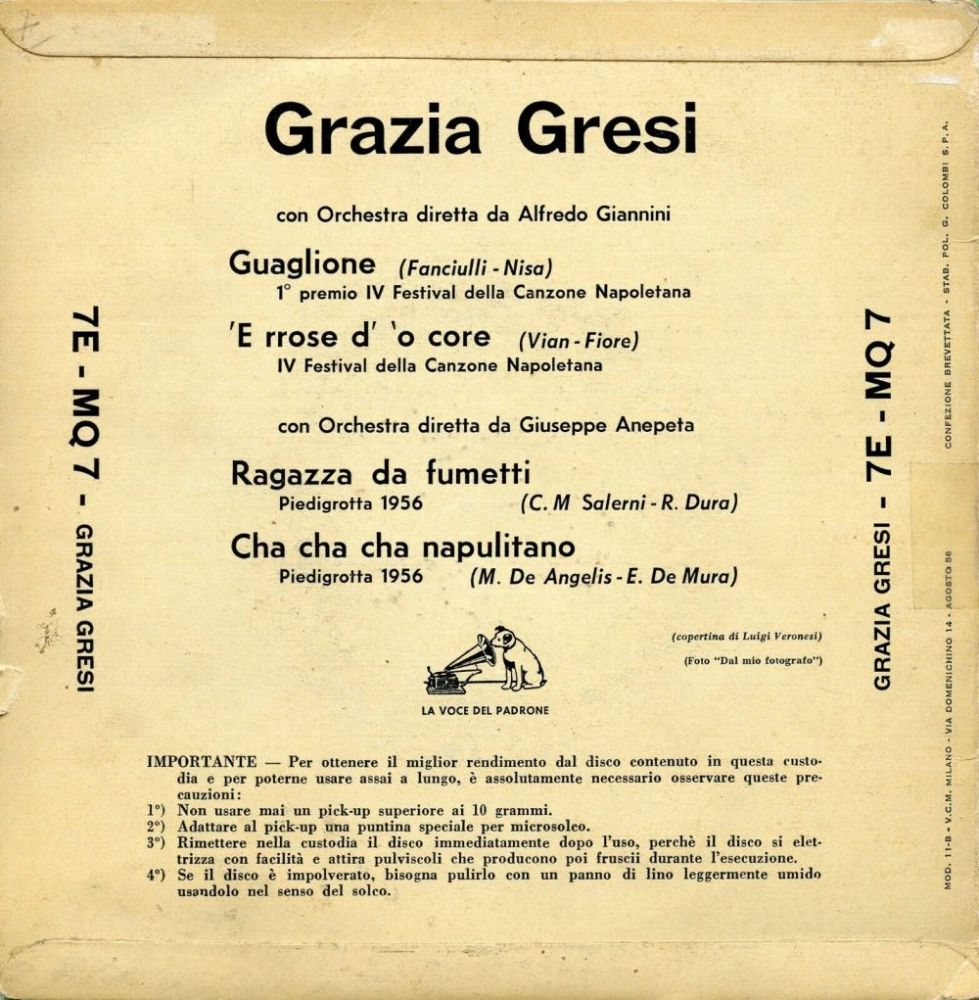 Grazia Gresi
con Orchestra diretta da Alfredo Giannini
Guaglione (Fanciulli - Nisa)
1° premio IV Festival della Canzone Napoletana
'E rrose d' 'o core (Vian - Fiore)
IV Festival della Canzone Napoletana
con Orchestra diretta da Giuseppe Anepeta
Ragazza da fumetti
Piedigrotta 1956 (C. M Salerni - R. Dura)
Cha cha cha napulitano
Piedigrotta 1956 (M. De Angelis - E. De Mura)
(copertina di Luigi Veronesi)
(Foto "Dal mio fotografo")
LA VOCE DEL PADRONE
IMPORTANTE — Per ottenere il miglior rendimento dal disco contenuto in questa custo-
dia e per poterne usare assai a lungo, è assolutamente necessario osservare queste pre-
cauzioni:
1°) Non usare mai un pick-up superiore ai 10 grammi.
2°) Adattare al pick-up una puntina speciale per microsolco.
3°) Rimettere nella custodia il disco immediatamente dopo l'uso, perchè il disco si elet-
trizza con facilità e attira pulviscoli che producono poi fruscii durante l'esecuzione.
4°) Se il disco è impolverato, bisogna pulirlo con un panno di lino leggermente umido
usandolo nel senso del solco.
7E - MQ 7 - GRAZIA GRESI
GRAZIA GRESI - 7E - MQ 7
MOD. 11-B - V.C.M. MILANO - VIA DOMENICHINO 14 - AGOSTO 56 CONFEZIONE BREVETTATA - STAB. POL. G. COLOMBI S.P.A.